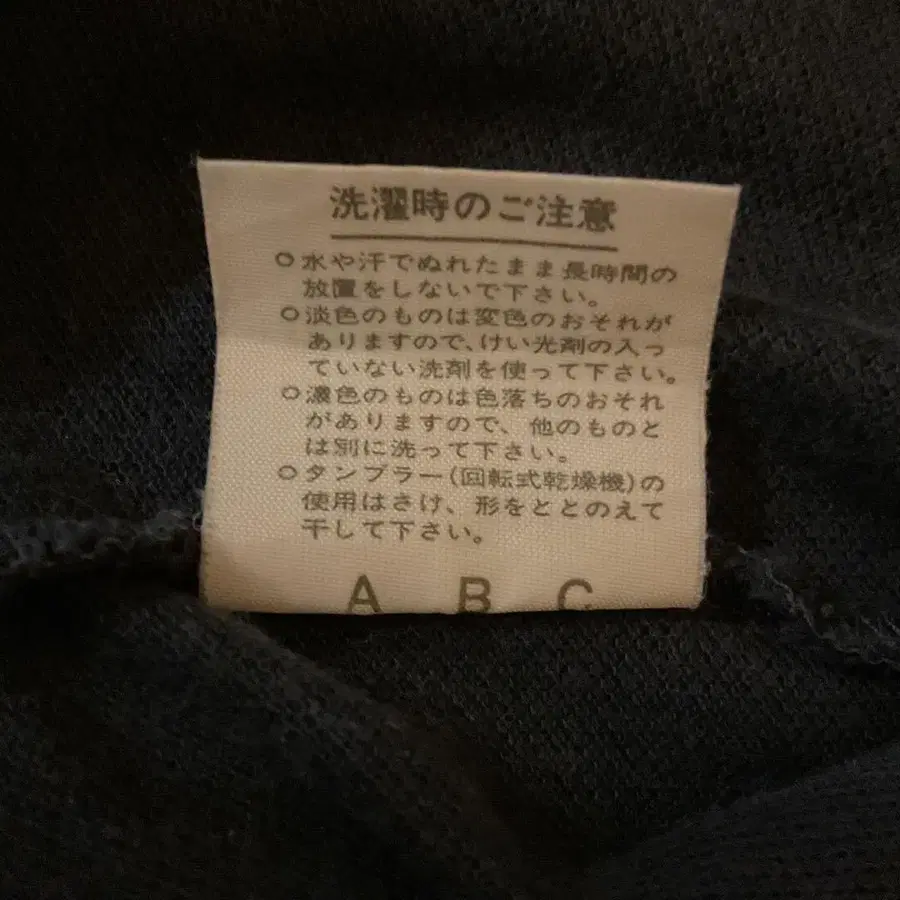 洗濯時のご注意
○水や汗でぬれたまま長時間の
放置をしないで下さい。
○淡色のものは変色のおそれが
ありますので、けい光剤の入っ
ていない洗剤を使って下さい。
○濃色のものは色落ちのおそれ
がありますので、他のものと
は別に洗って下さい。
○タンブラー(回転式乾燥機)の
使用はさけ、形をととのえて
干して下さい。
A B C